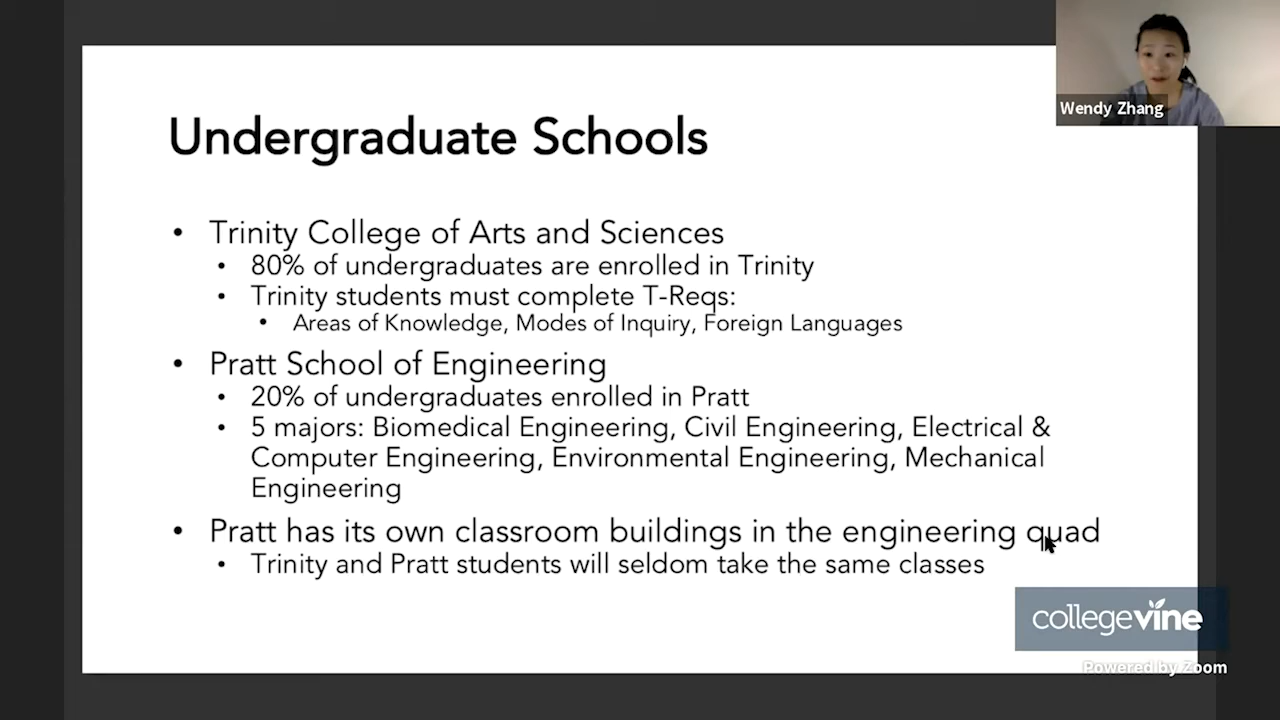 Wendy Zhang
Undergraduate Schools
• Trinity College of Arts and Sciences
• 80% of undergraduates are enrolled in Trinity
• Trinity students must complete T-Reqs:
• Areas of Knowledge, Modes of Inquiry, Foreign Languages
• Pratt School of Engineering
• 20% of undergraduates enrolled in Pratt
• 5 majors: Biomedical Engineering, Civil Engineering, Electrical &
Computer Engineering, Environmental Engineering, Mechanical
Engineering
• Pratt has its own classroom buildings in the engineering quad
• Trinity and Pratt students will seldom take the same classes
collegevine
Powered by Zoom